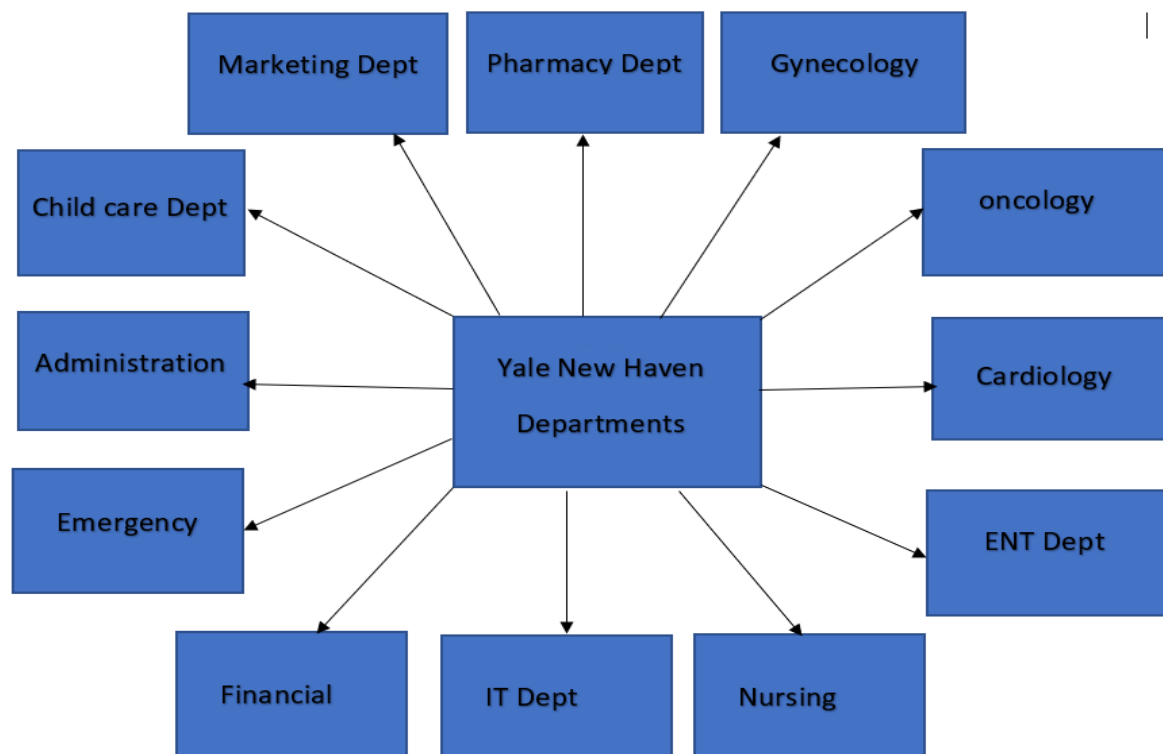 Marketing Dept
Pharmacy Dept
Gynecology
Child care Dept
oncology
Administration
Yale New Haven
Departments
Cardiology
Emergency
ENT Dept
Financial
IT Dept
Nursing